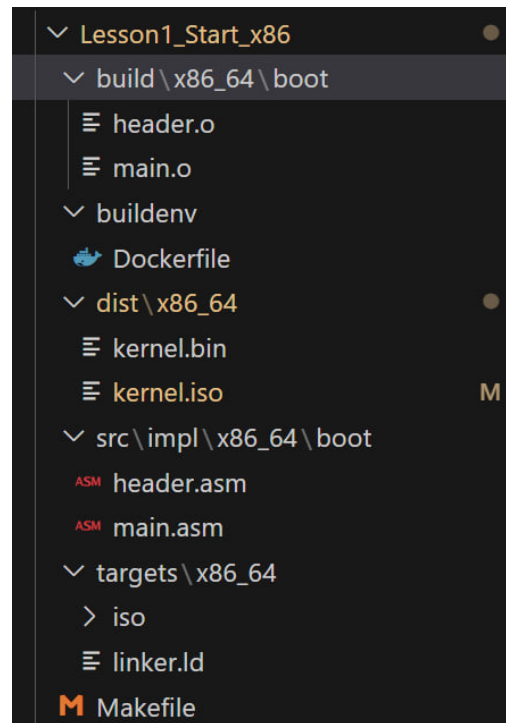 Lesson1_Start_x86
build\x86_64\boot
header.o
main.o
buildenv
Dockerfile
dist\x86_64
kernel.bin
kernel.iso M
src\impl\x86_64\boot
ASM header.asm
ASM main.asm
targets\x86_64
iso
linker.ld
M Makefile